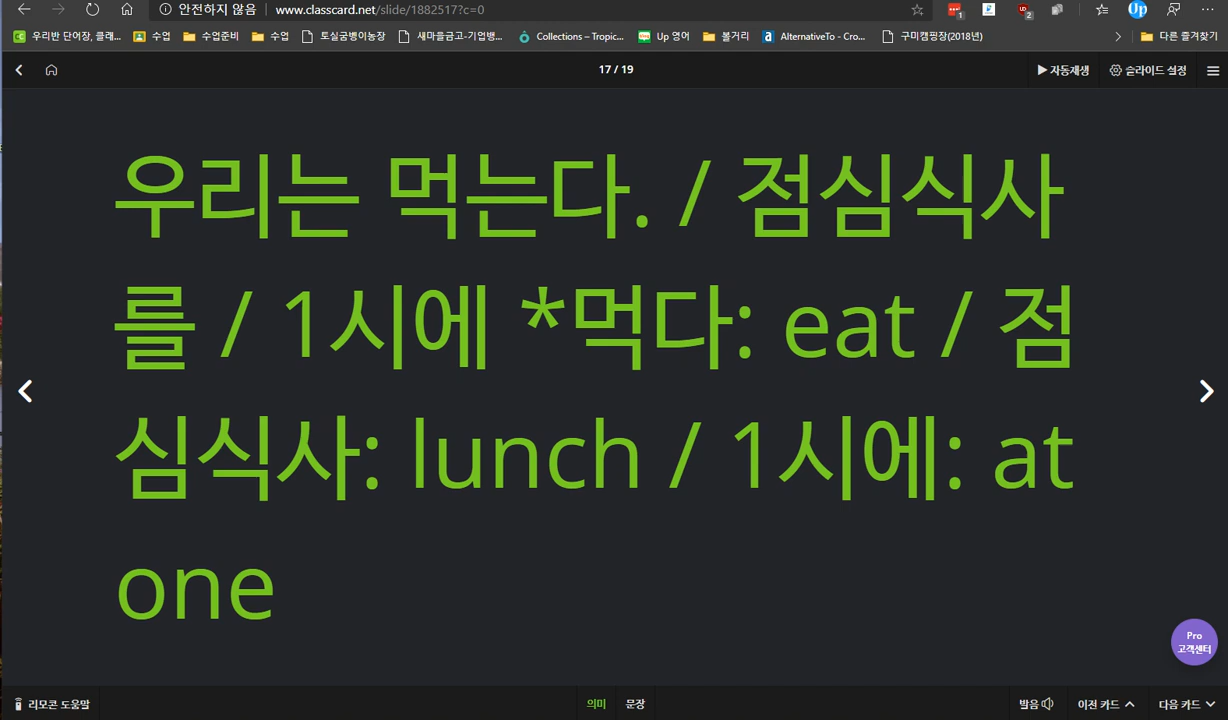 안전하지 않음 www.classcard.net/slide/1882517?c=0
우리반 단어장, 클래... 수업 수업준비 수업 토실궁뱅이농장 새마을금고-기업뱅... Collections – Tropic... Up 영어 볼거리 AlternativeTo - Cro... 구미캠핑장(2018년) 다른 즐겨찾기
17 / 19 자동재생 슬라이드 설정
우리는 먹는다. / 점심식사
를 / 1시에 *먹다: eat / 점
심식사: lunch / 1시에: at
one
Pro
고객센터
리모콘 도움말 의미 문장 발음 이전 카드 다음 카드